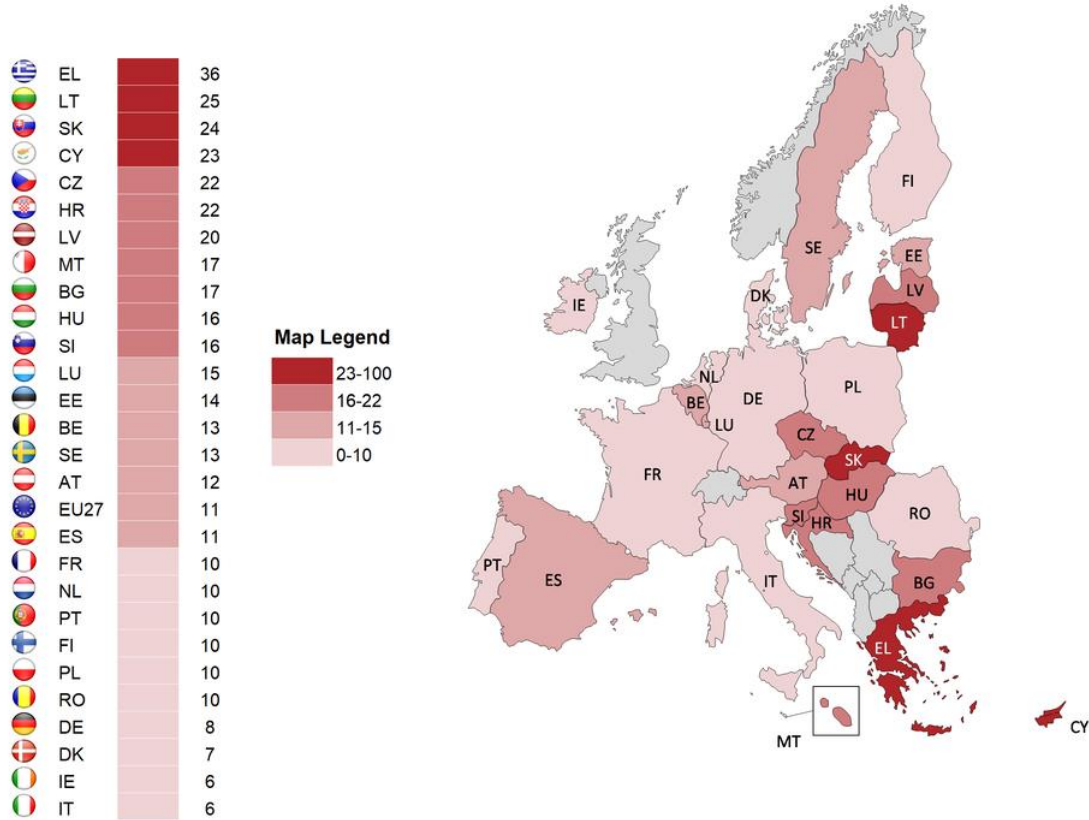 EL 36
LT 25
SK 24
CY 23
CZ 22
HR 22
LV 20
MT 17
BG 17
HU 16
SI 16
LU 15
EE 14
BE 13
SE 13
AT 12
EU27 11
ES 11
FR 10
NL 10
PT 10
FI 10
PL 10
RO 10
DE 8
DK 7
IE 6
IT 6
Map Legend
23-100
16-22
11-15
0-10
FI
SE
EE
LV
LT
DK
IE
NL
BE
LU
DE
PL
CZ
SK
FR
AT
HU
SI
HR
RO
PT
ES
IT
BG
EL
MT
CY